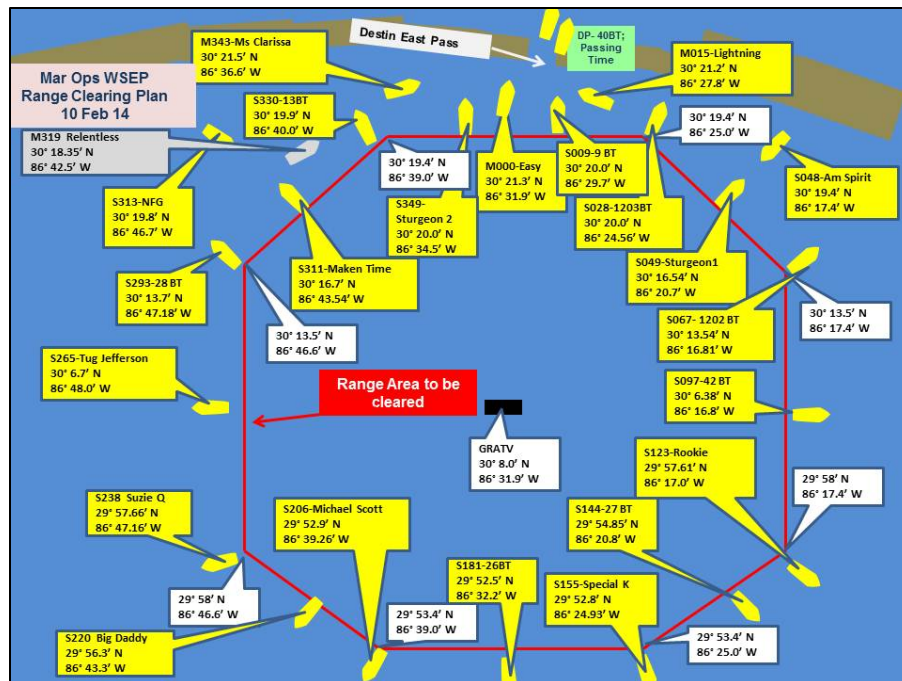 M343-Ms Clarissa
30° 21.5' N
86° 36.6' W
Destin East Pass
DP- 40BT;
Passing
Time
M015-Lightning
30° 21.2' N
86° 27.8' W
Mar Ops WSEP
Range Clearing Plan
10 Feb 14
S330-13BT
30° 19.9' N
86° 40.0' W
M319 Relentless
30° 18.35' N
86° 42.5' W
30° 19.4' N
86° 39.0' W
M000-Easy
30° 21.3' N
86° 31.9' W
S009-9 BT
30° 20.0' N
86° 29.7' W
30° 19.4' N
86° 25.0' W
S048-Am Spirit
30° 19.4' N
86° 17.4' W
S313-NFG
30° 19.8' N
86° 46.7' W
S349-
Sturgeon 2
30° 20.0' N
86° 34.5' W
S028-1203BT
30° 20.0' N
86° 24.56' W
S293-28 BT
30° 13.7' N
86° 47.18' W
S311-Maken Time
30° 16.7' N
86° 43.54' W
S049-Sturgeon1
30° 16.54' N
86° 20.7' W
30° 13.5' N
86° 46.6' W
S067- 1202 BT
30° 13.54' N
86° 16.81' W
30° 13.5' N
86° 17.4' W
S265-Tug Jefferson
30° 6.7' N
86° 48.0' W
Range Area to be
cleared
S097-42 BT
30° 6.38' N
86° 16.8' W
GRATV
30° 8.0' N
86° 31.9' W
S123-Rookie
29° 57.61' N
86° 17.0' W
29° 58' N
86° 17.4' W
S238 Suzie Q
29° 57.66' N
86° 47.16' W
S206-Michael Scott
29° 52.9' N
86° 39.26' W
S144-27 BT
29° 54.85' N
86° 20.8' W
29° 58' N
86° 46.6' W
S181-26BT
29° 52.5' N
86° 32.2' W
S155-Special K
29° 52.8' N
86° 24.93' W
S220 Big Daddy
29° 56.3' N
86° 43.3' W
29° 53.4' N
86° 39.0' W
29° 53.4' N
86° 25.0' W